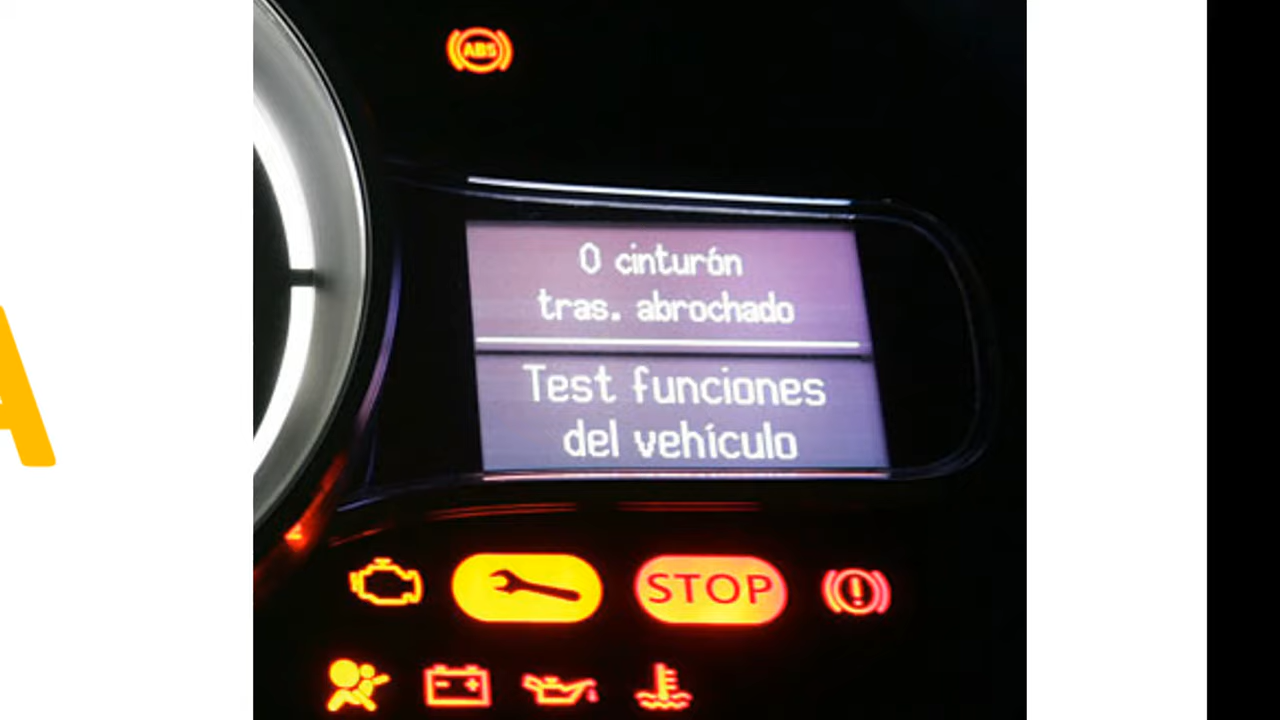 ABS
0 cinturón
tras. abrochado
Test funciones
del vehículo
STOP
A